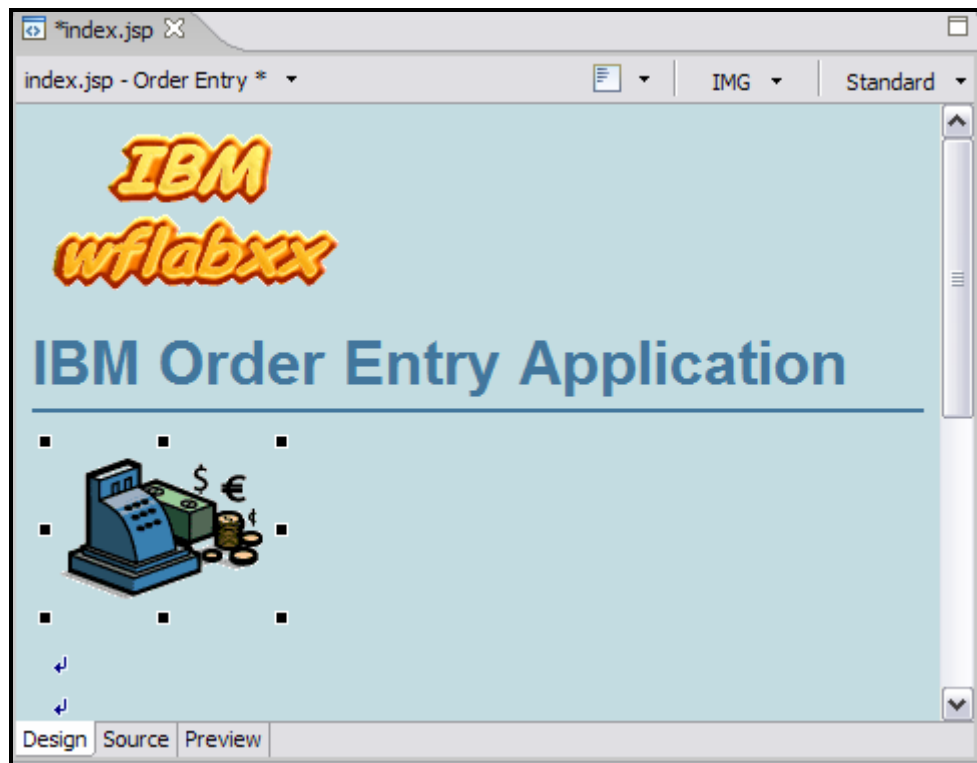 *index.jsp
index.jsp - Order Entry * IMG Standard
IBM
wflabxx
IBM Order Entry Application
$ € ¢
Design Source Preview